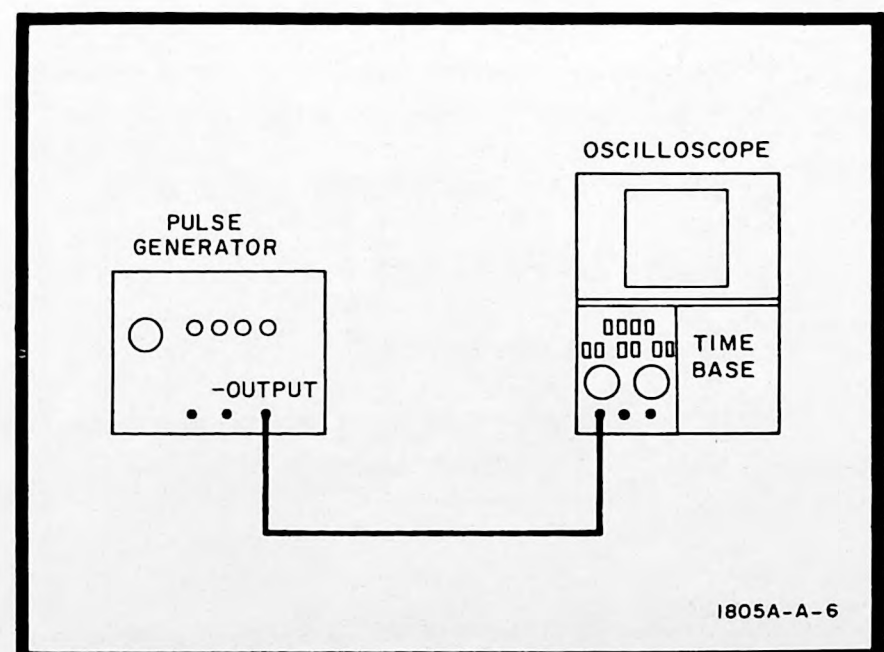 OSCILLOSCOPE
PULSE
GENERATOR
-OUTPUT
TIME
BASE
1805A-A-6